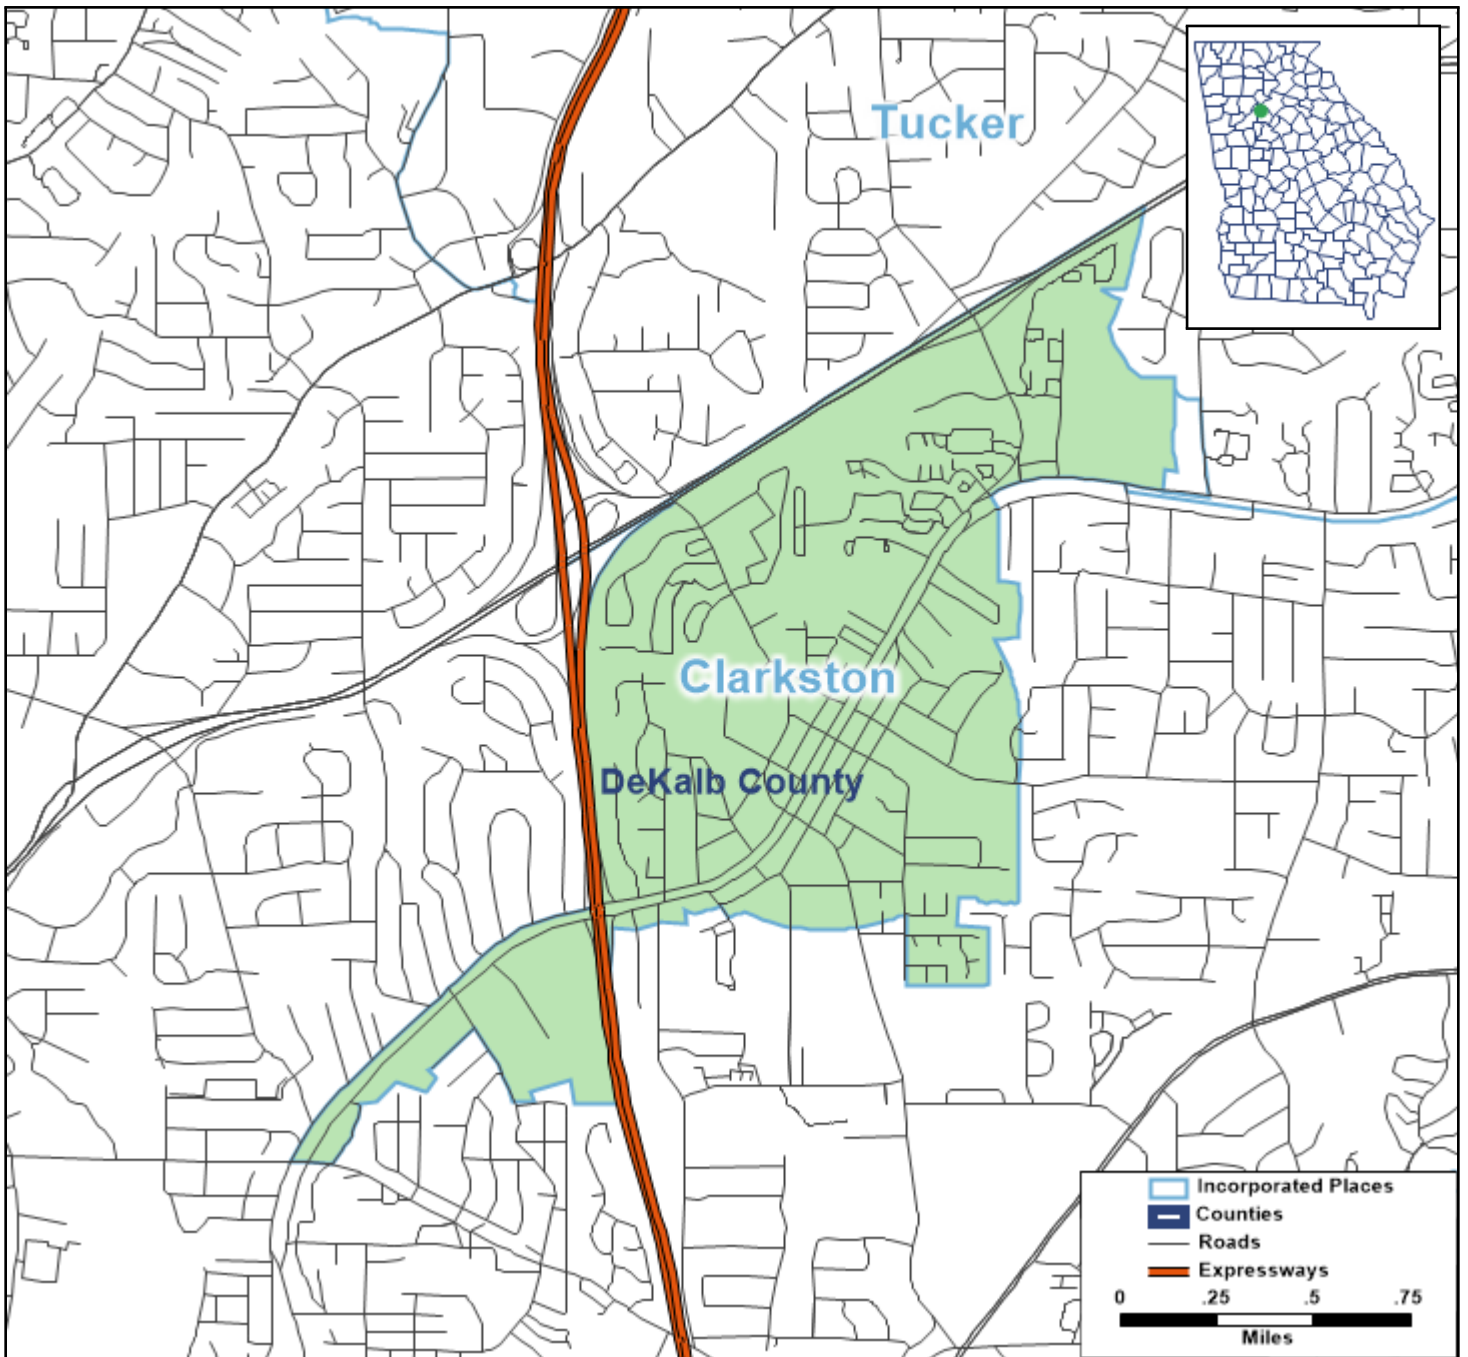 Tucker
Clarkston
DeKalb County
Incorporated Places
Counties
Roads
Expressways
0 .25 .5 .75
Miles